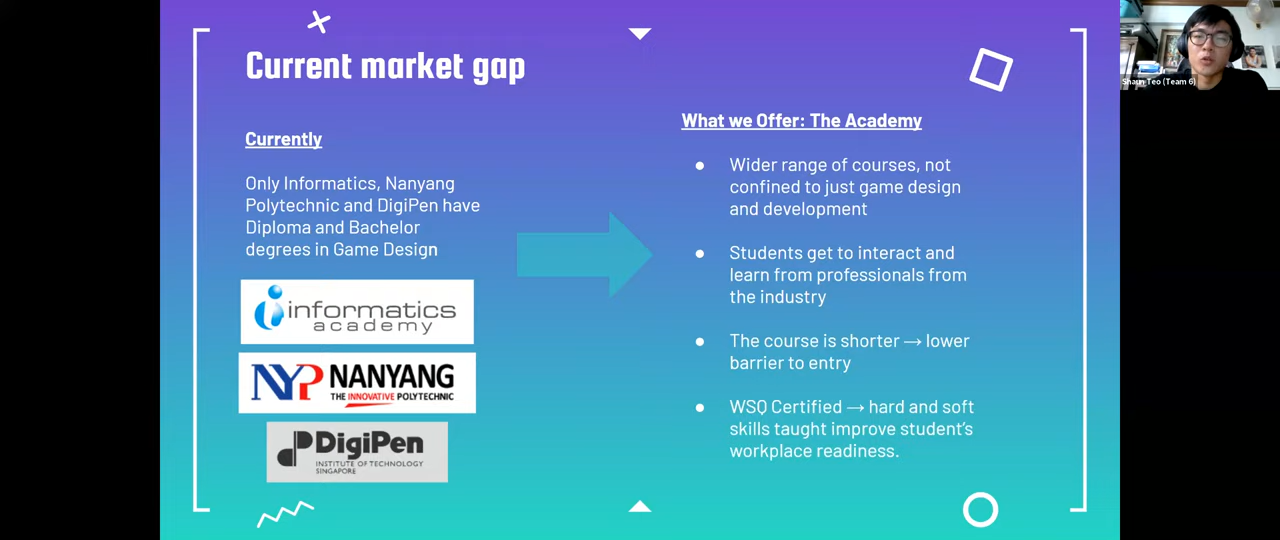 Current market gap
Currently
Only Informatics, Nanyang
Polytechnic and DigiPen have
Diploma and Bachelor
degrees in Game Design
informatics
academy
NYP NANYANG
THE INNOVATIVE POLYTECHNIC
DigiPen
INSTITUTE OF TECHNOLOGY
SINGAPORE
What we Offer: The Academy
● Wider range of courses, not
confined to just game design
and development
● Students get to interact and
learn from professionals from
the industry
● The course is shorter → lower
barrier to entry
● WSQ Certified → hard and soft
skills taught improve student's
workplace readiness.
Shaun Teo (Team 6)